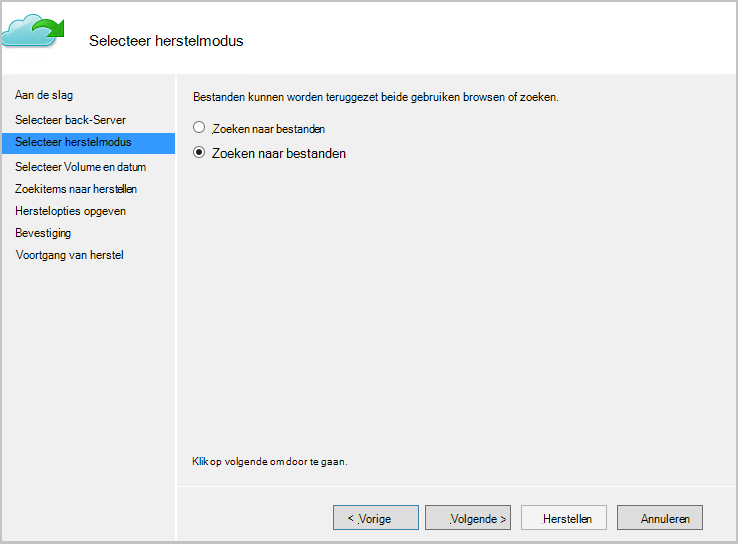 Selecteer herstelmodus
Aan de slag
Selecteer back-Server
Selecteer herstelmodus
Selecteer Volume en datum
Zoekitems naar herstellen
Herstelopties opgeven
Bevestiging
Voortgang van herstel
Bestanden kunnen worden teruggezet beide gebruiken browsen of zoeken.
Zoeken naar bestanden
Zoeken naar bestanden
Klik op volgende om door te gaan.
< Vorige
Volgende >
Herstellen
Annuleren